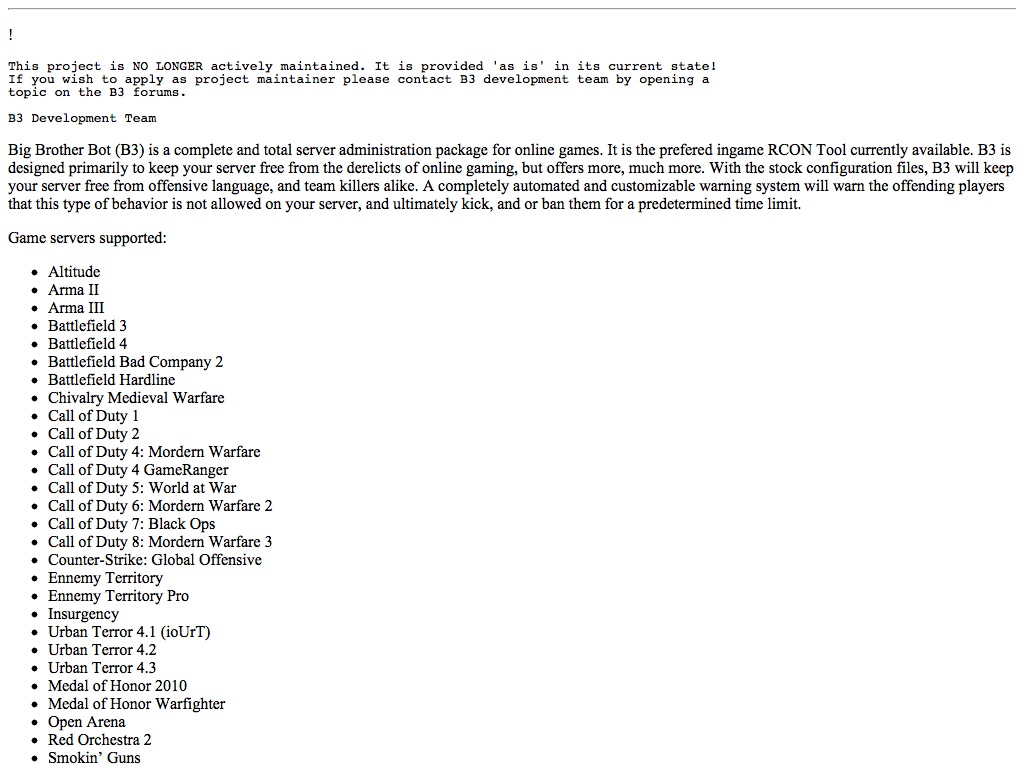 !
This project is NO LONGER actively maintained. It is provided 'as is' in its current state!
If you wish to apply as project maintainer please contact B3 development team by opening a
topic on the B3 forums.
B3 Development Team
Big Brother Bot (B3) is a complete and total server administration package for online games. It is the prefered ingame RCON Tool currently available. B3 is
designed primarily to keep your server free from the derelicts of online gaming, but offers more, much more. With the stock configuration files, B3 will keep
your server free from offensive language, and team killers alike. A completely automated and customizable warning system will warn the offending players
that this type of behavior is not allowed on your server, and ultimately kick, and or ban them for a predetermined time limit.
Game servers supported:
• Altitude
• Arma II
• Arma III
• Battlefield 3
• Battlefield 4
• Battlefield Bad Company 2
• Battlefield Hardline
• Chivalry Medieval Warfare
• Call of Duty 1
• Call of Duty 2
• Call of Duty 4: Mordern Warfare
• Call of Duty 4 GameRanger
• Call of Duty 5: World at War
• Call of Duty 6: Mordern Warfare 2
• Call of Duty 7: Black Ops
• Call of Duty 8: Mordern Warfare 3
• Counter-Strike: Global Offensive
• Ennemy Territory
• Ennemy Territory Pro
• Insurgency
• Urban Terror 4.1 (ioUrT)
• Urban Terror 4.2
• Urban Terror 4.3
• Medal of Honor 2010
• Medal of Honor Warfighter
• Open Arena
• Red Orchestra 2
• Smokin’ Guns